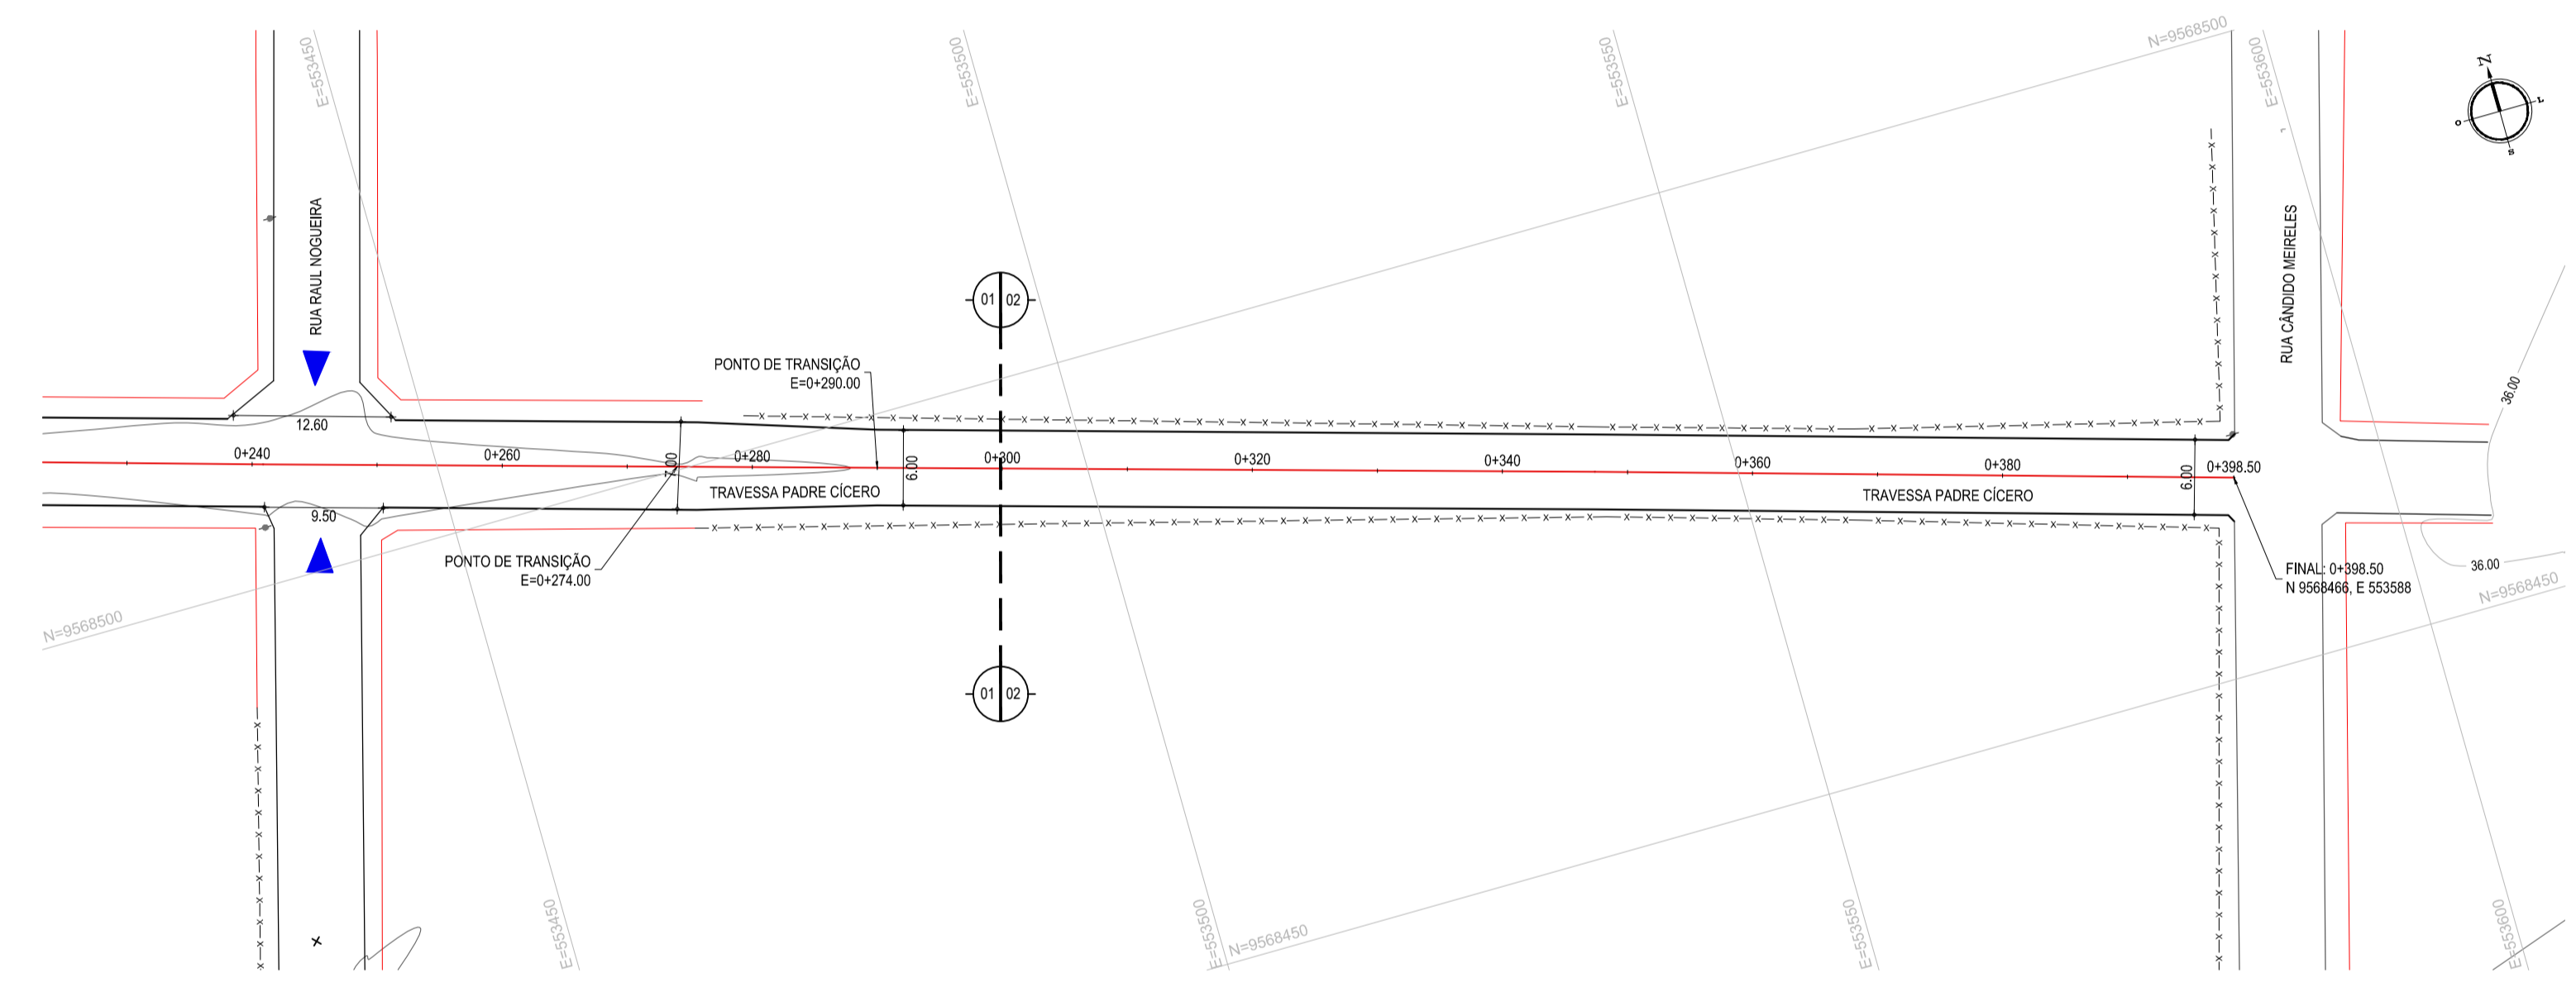 E=553450
E=553500
E=553550
N=9568500
E=553600
N
L
O
S
RUA RAUL NOGUEIRA
RUA CÂNDIDO MEIRELES
01 02
PONTO DE TRANSIÇÃO
E=0+290.00
36.00
12.60
0+240
0+260
7.00
0+280
6.00
0+300
0+320
0+340
0+360
0+380
6.00
0+398.50
TRAVESSA PADRE CÍCERO
TRAVESSA PADRE CÍCERO
9.50
PONTO DE TRANSIÇÃO
E=0+274.00
FINAL: 0+398.50
N 9568466, E 553588
36.00
N=9568450
N=9568500
01 02
E=553450
E=553500
N=9568450
E=553550
E=553600